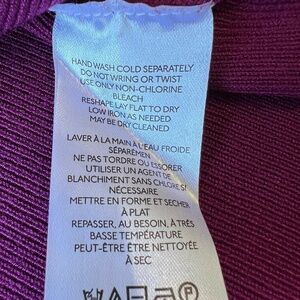 HAND WASH COLD SEPARATELY
DO NOT WRING OR TWIST
USE ONLY NON-CHLORINE
BLEACH
RESHAPE LAY FLAT TO DRY
LOW IRON AS NEEDED
MAY BE DRY CLEANED
LAVER À LA MAIN À L'EAU FROIDE
SÉPARÉMEN
NE PAS TORDRE OU ESSORER
UTILISER UN AGENT DE
BLANCHIMENT SANS CHLORE SI
NÉCESSAIRE
METTRE EN FORME ET SECHER
À PLAT
REPASSER, AU BESOIN, À TRÈS
BASSE TEMPÉRATURE
PEUT-ÊTRE ÊTRE NETTOYÉE
À SEC